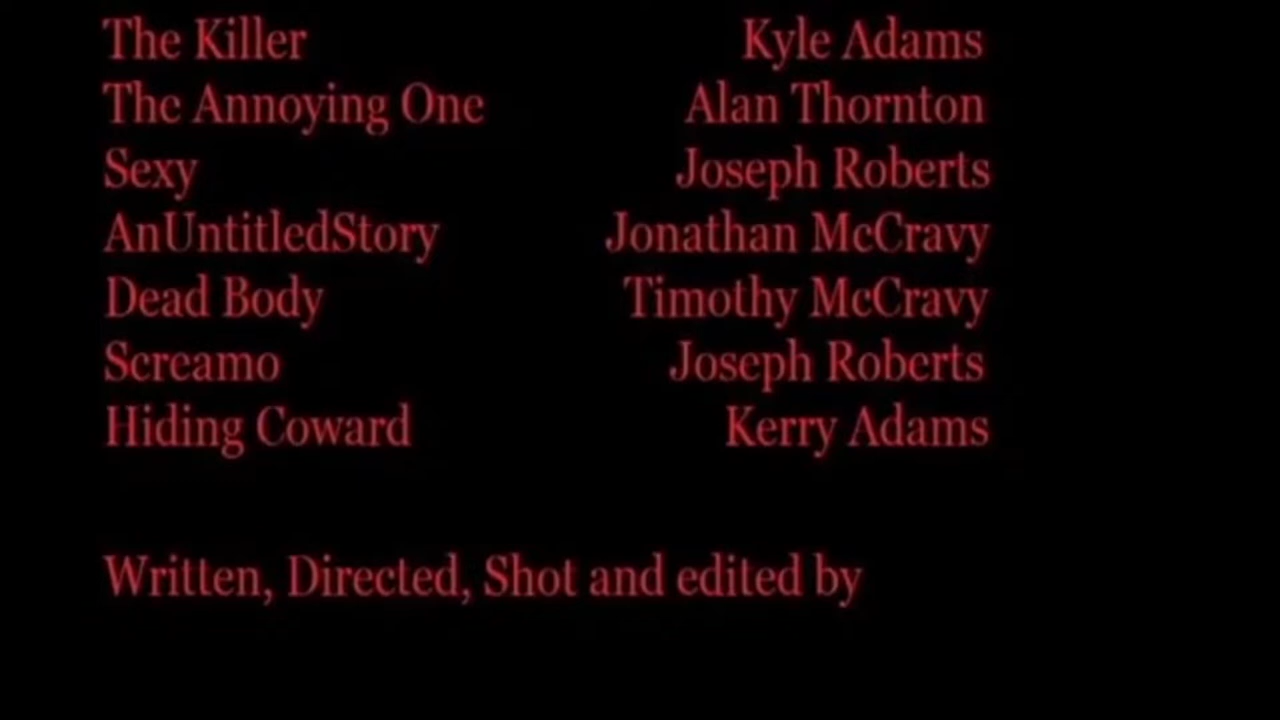 The Killer Kyle Adams
The Annoying One Alan Thornton
Sexy Joseph Roberts
AnUntitledStory Jonathan McCravy
Dead Body Timothy McCravy
Screamo Joseph Roberts
Hiding Coward Kerry Adams
Written, Directed, Shot and edited by